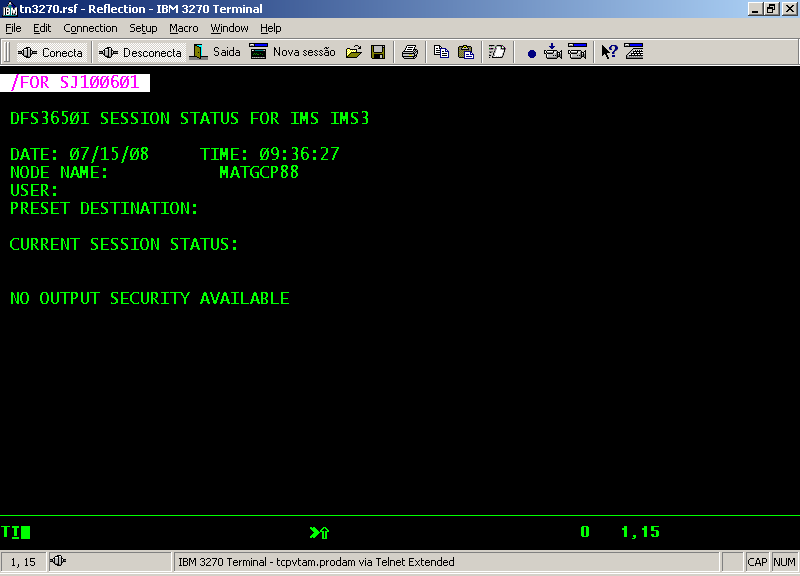 tn3270.rsf - Reflection - IBM 3270 Terminal
File Edit Connection Setup Macro Window Help
Conecta Desconecta Saída Nova sessão
/FOR SJ100601
DFS3650I SESSION STATUS FOR IMS IMS3
DATE: 07/15/08 TIME: 09:36:27
NODE NAME: MATGCP88
USER:
PRESET DESTINATION:
CURRENT SESSION STATUS:
NO OUTPUT SECURITY AVAILABLE
0 1,15
1, 15 IBM 3270 Terminal - tcpvtam.prodam via Telnet Extended CAP NUM